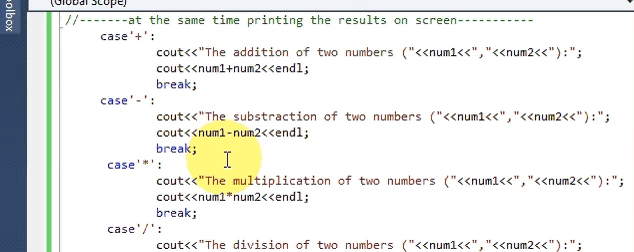 (Global Scope)
olbox
//-------at the same time printing the results on screen-----------
case'+':
cout<<"The addition of two numbers ("<<num1<<","<<num2<<"):";
cout<<num1+num2<<endl;
break;
case'-':
cout<<"The substraction of two numbers ("<<num1<<","<<num2<<"):";
cout<<num1-num2<<endl;
break;
case'*':
cout<<"The multiplication of two numbers ("<<num1<<","<<num2<<"):";
cout<<num1*num2<<endl;
break;
case'/':
cout<<"The division of two numbers ("<<num1<<","<<num2<<"):";